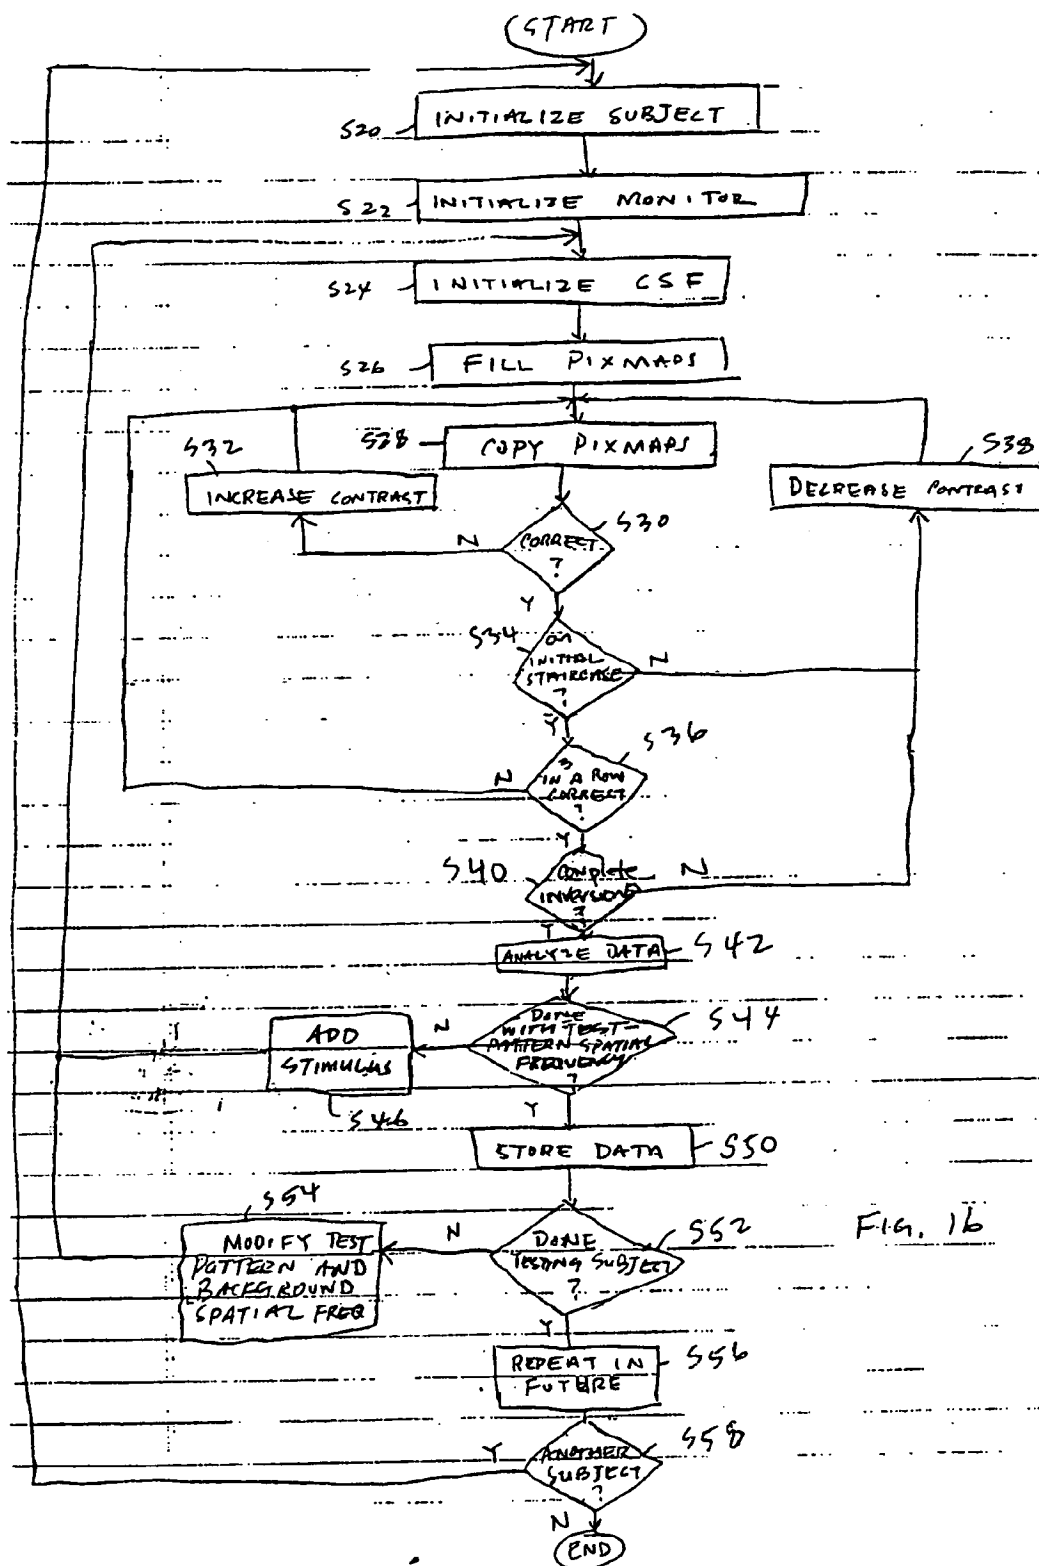 START
S20 INITIALIZE SUBJECT
S22 INITIALIZE MONITOR
S24 INITIALIZE CSF
S26 FILL PIXMAPS
S28 COPY PIXMAPS
S32
INCREASE CONTRAST
S38
DECREASE CONTRAST
S30
CORRECT
?
N
Y
S34
ON
INITIAL
STAIRCASE
?
N
Y
S36
3
IN A ROW
CORRECT
?
N
Y
S40
COMPlete
INVERSIONS
?
N
Y
ANALYZE DATA S42
S44
DONE
WITH TEST-
PATTERN SPATIAL
FREQUENCY
?
N
ADD
STIMULUS
S46
Y
STORE DATA S50
S52
DONE
TESTING SUBJECT
?
N
S54
MODIFY TEST
PATTERN AND
BACKGROUND
SPATIAL FREQ
FIG. 16
Y
REPEAT IN
FUTURE
S56
S58
ANOTHER
SUBJECT
?
Y
N
END